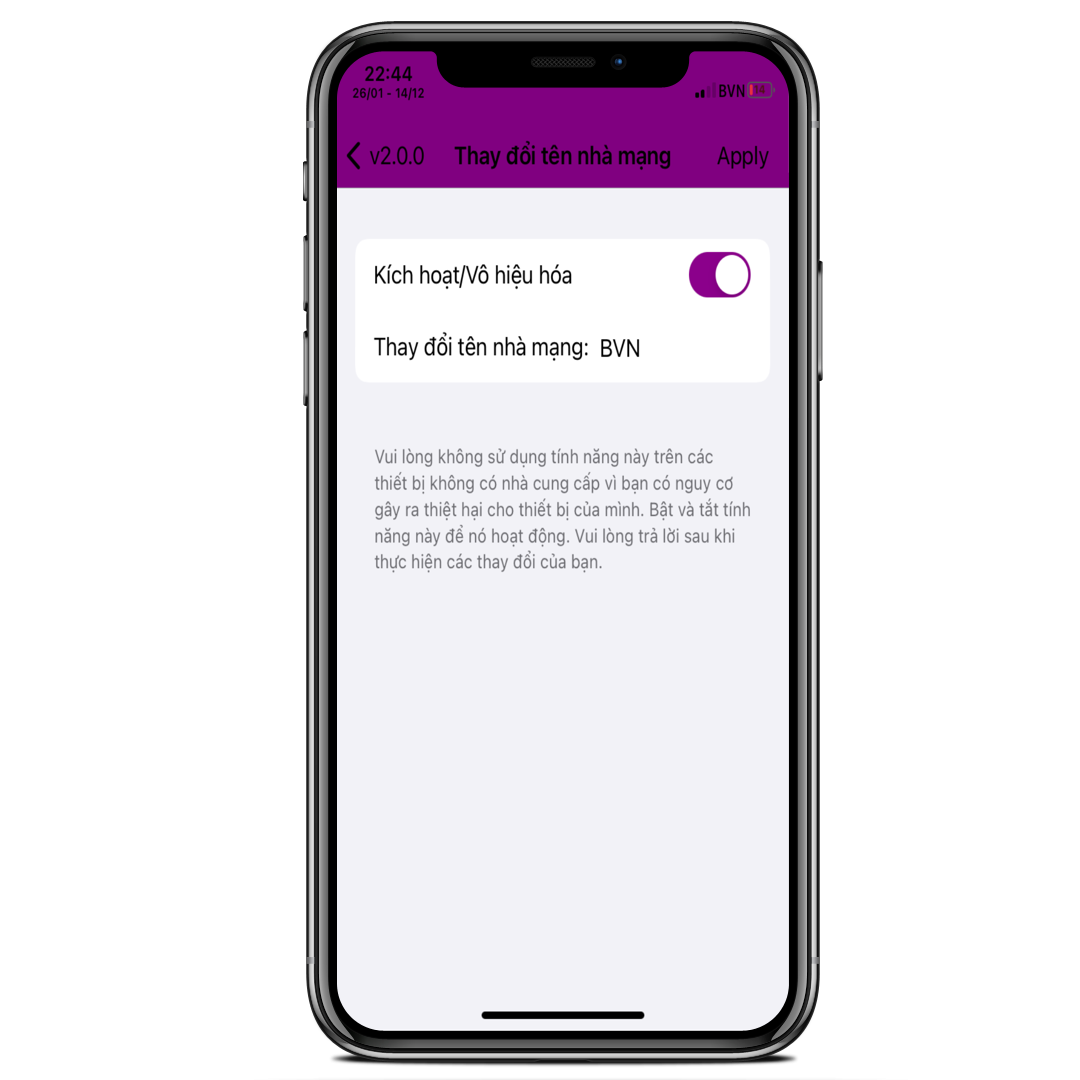 22:44
26/01 - 14/12
BVN 14
v2.0.0 Thay đổi tên nhà mạng Apply
Kích hoạt/Vô hiệu hóa
Thay đổi tên nhà mạng: BVN
Vui lòng không sử dụng tính năng này trên các
thiết bị không có nhà cung cấp vì bạn có nguy cơ
gây ra thiệt hại cho thiết bị của mình. Bật và tắt tính
năng này để nó hoạt động. Vui lòng trả lời sau khi
thực hiện các thay đổi của bạn.